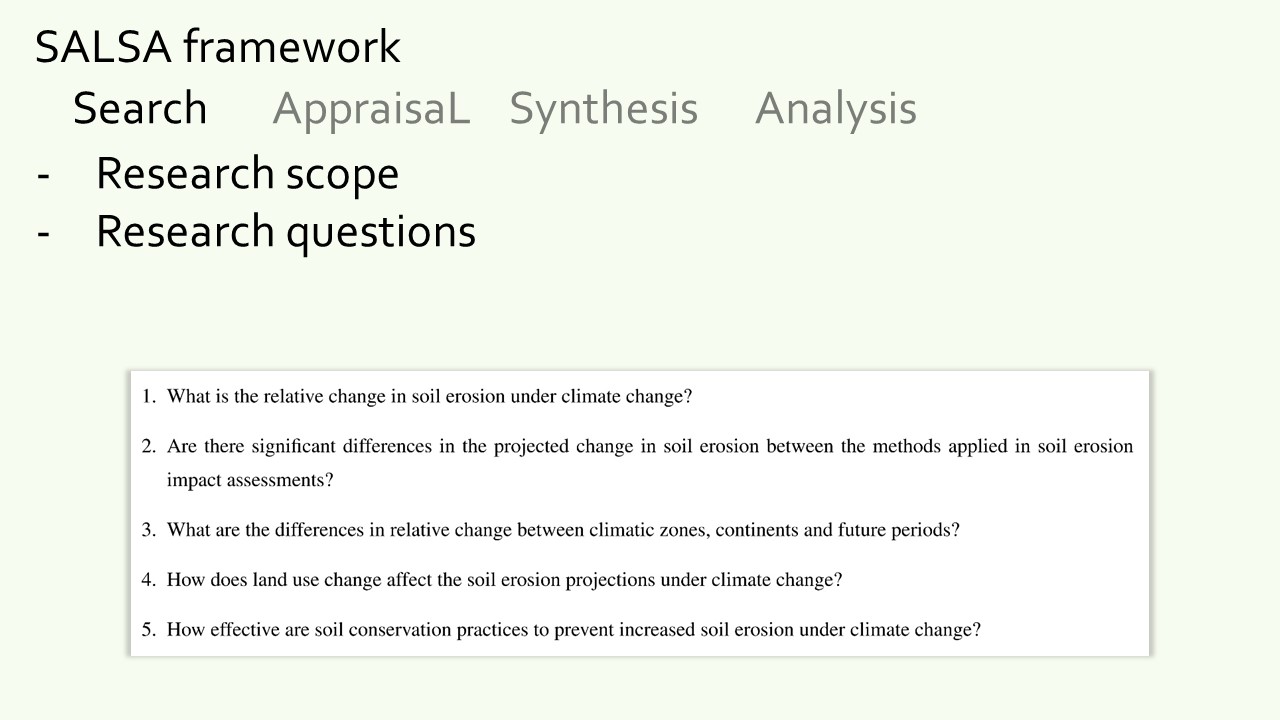 SALSA framework
Search AppraisaL Synthesis Analysis
- Research scope
- Research questions
1. What is the relative change in soil erosion under climate change?
2. Are there significant differences in the projected change in soil erosion between the methods applied in soil erosion
impact assessments?
3. What are the differences in relative change between climatic zones, continents and future periods?
4. How does land use change affect the soil erosion projections under climate change?
5. How effective are soil conservation practices to prevent increased soil erosion under climate change?